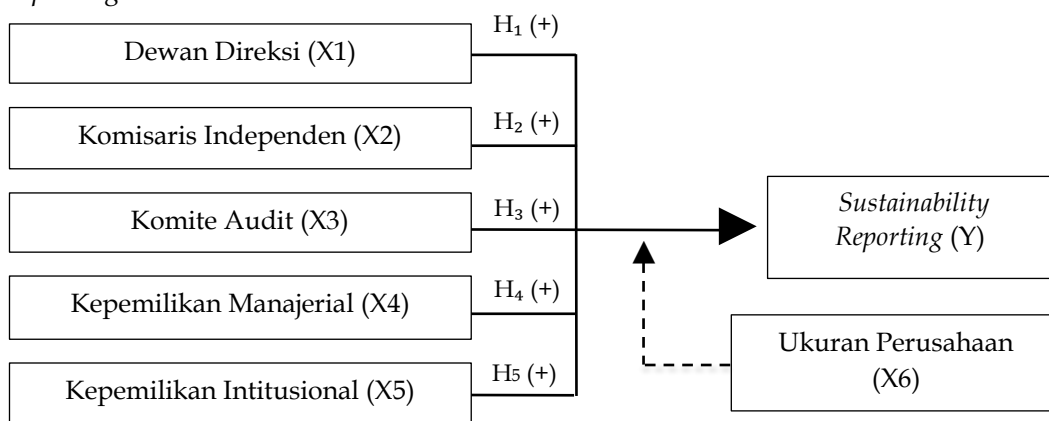 H₁ (+)
Dewan Direksi (X1)
H₂ (+)
Komisaris Independen (X2)
H₃ (+)
Komite Audit (X3)
H₄ (+)
Kepemilikan Manajerial (X4)
H5 (+)
Kepemilikan Intitusional (X5)
Sustainability
Reporting (Y)
Ukuran Perusahaan
(X6)